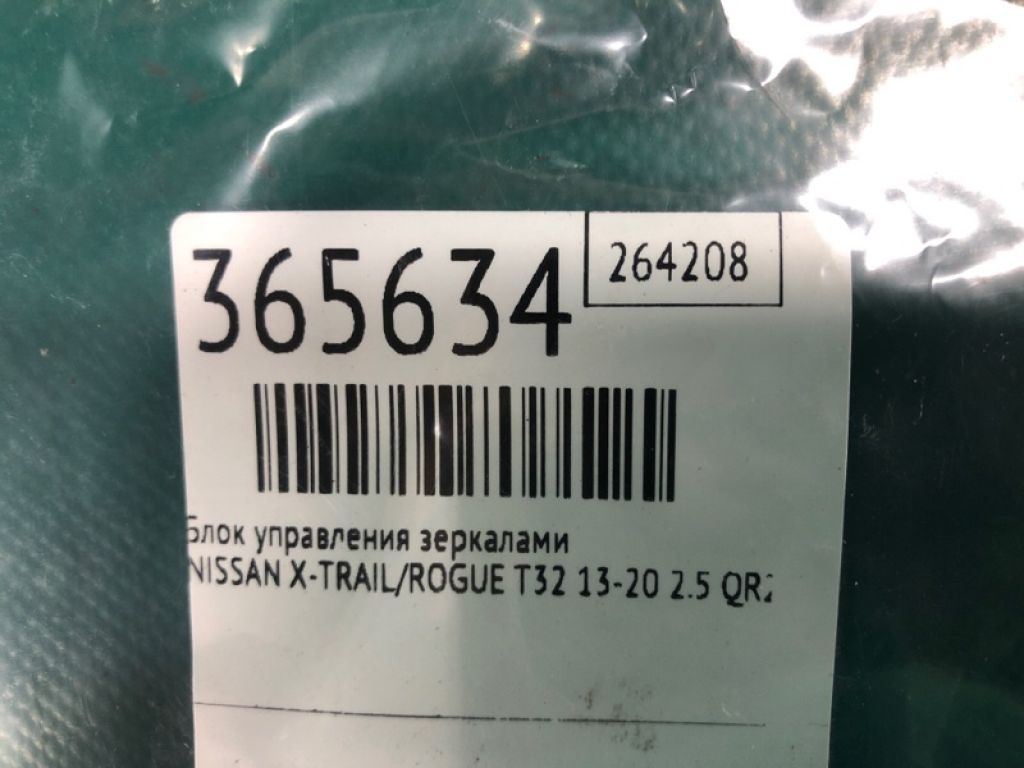 365634
264208
Блок управления зеркалами
NISSAN X-TRAIL/ROGUE T32 13-20 2.5